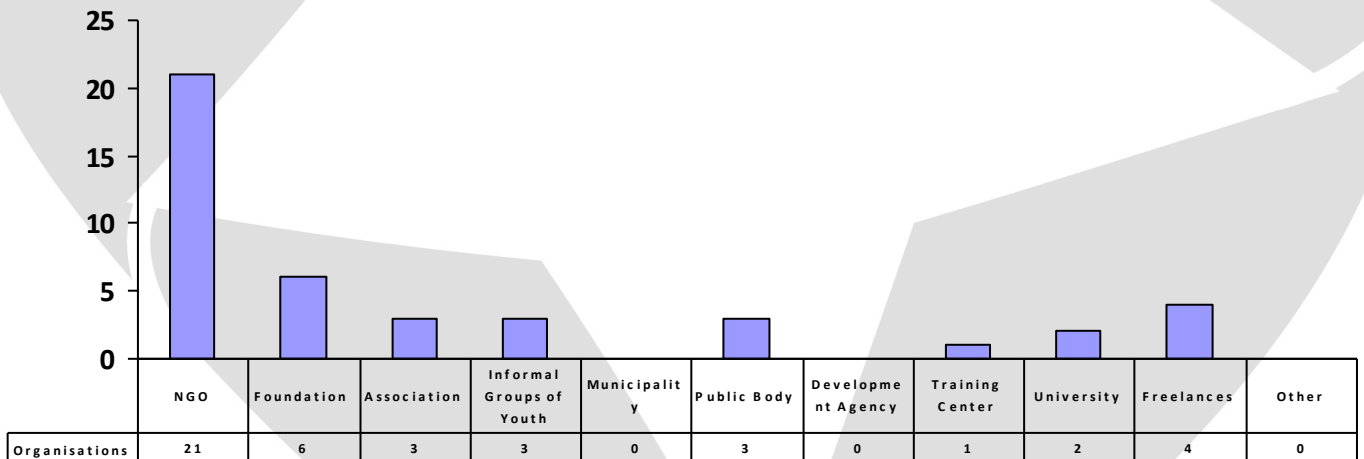 25
20
15
10
5
0
NGO
Foundation
Association
Informal
Groups of
Youth
Municipalit
y
Public Body
Developme
nt Agency
Training
Center
University
Freelances
Other
Organisations 21 6 3 3 0 3 0 1 2 4 0